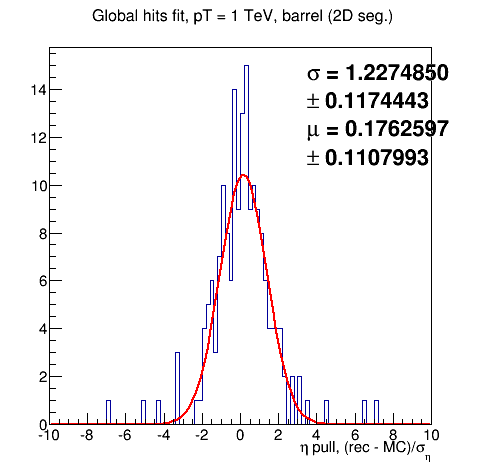 Global hits fit, pT = 1 TeV, barrel (2D seg.)
σ = 1.2274850
± 0.1174443
μ = 0.1762597
± 0.1107993
14
12
10
8
6
4
2
0
-10 -8 -6 -4 -2 0 2 4 6 8 10
η pull, (rec - MC)/σ_η